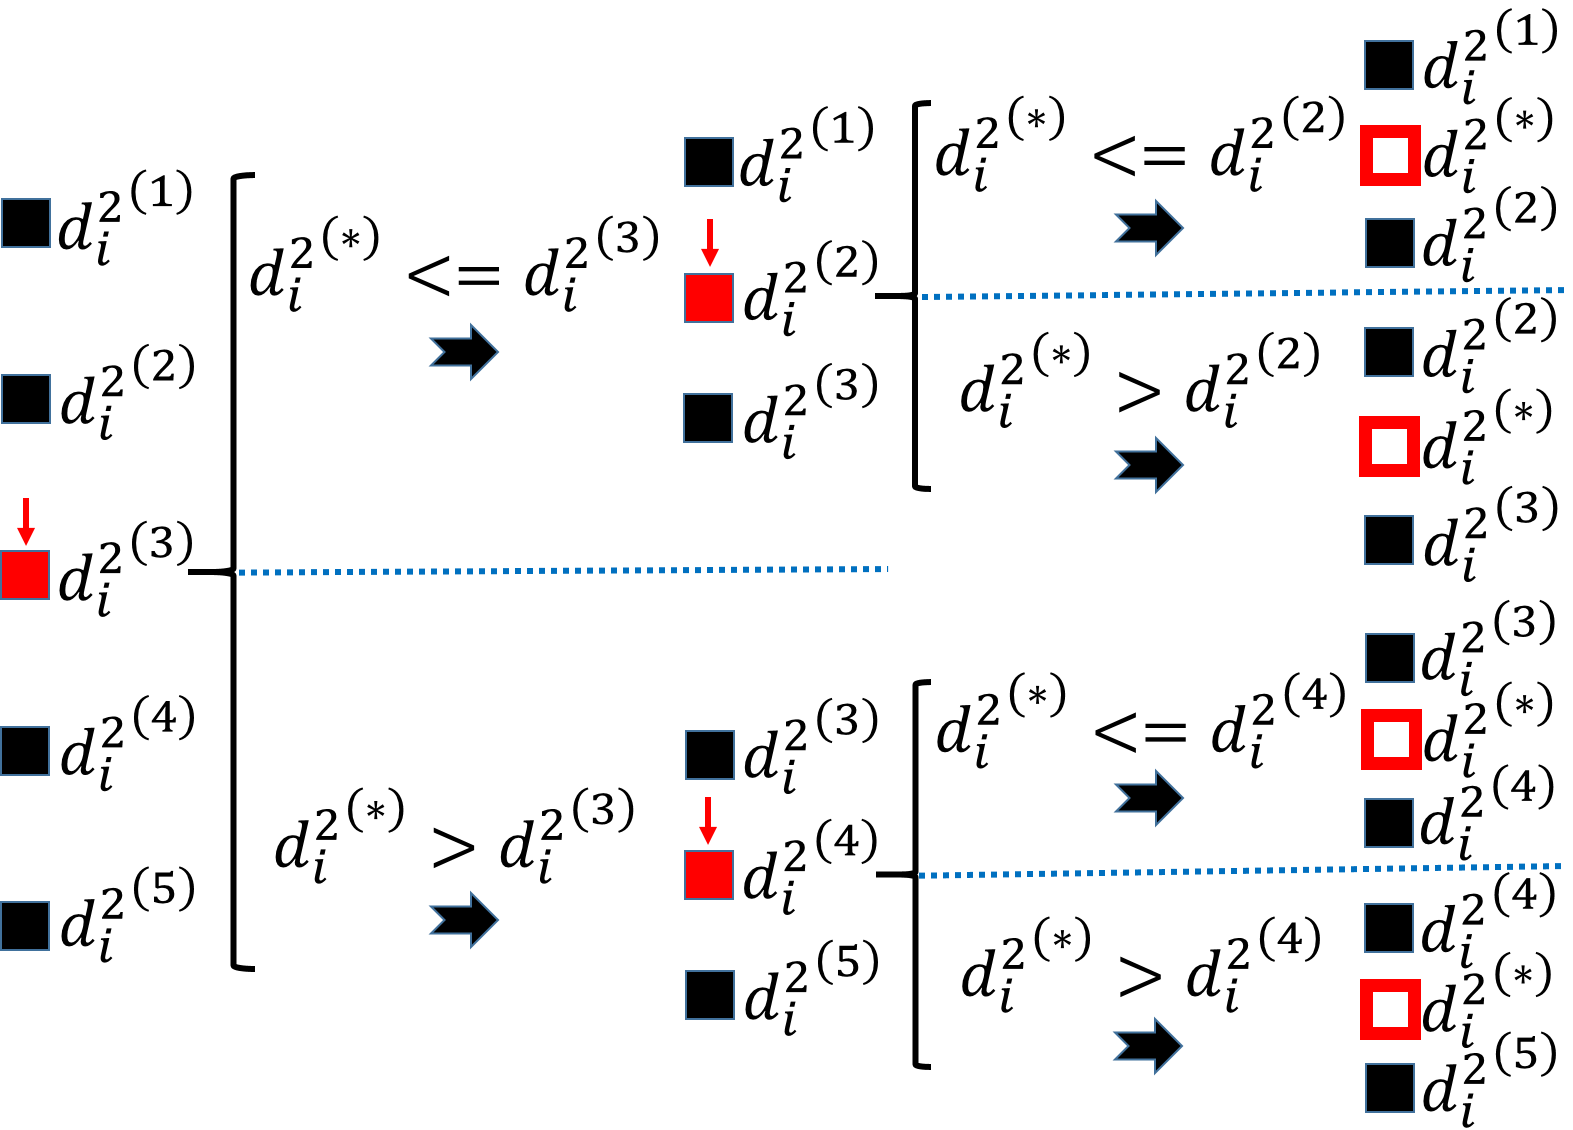 d_i^{2(1)}
d_i^{2(2)}
d_i^{2(3)}
d_i^{2(4)}
d_i^{2(5)}
d_i^{2(*)} <= d_i^{2(3)}
d_i^{2(*)} > d_i^{2(3)}
d_i^{2(1)}
d_i^{2(2)}
d_i^{2(3)}
d_i^{2(3)}
d_i^{2(4)}
d_i^{2(5)}
d_i^{2(*)} <= d_i^{2(2)}
d_i^{2(*)} > d_i^{2(2)}
d_i^{2(*)} <= d_i^{2(4)}
d_i^{2(*)} > d_i^{2(4)}
d_i^{2(1)}
d_i^{2(*)}
d_i^{2(2)}
d_i^{2(2)}
d_i^{2(*)}
d_i^{2(3)}
d_i^{2(3)}
d_i^{2(*)}
d_i^{2(4)}
d_i^{2(4)}
d_i^{2(*)}
d_i^{2(5)}